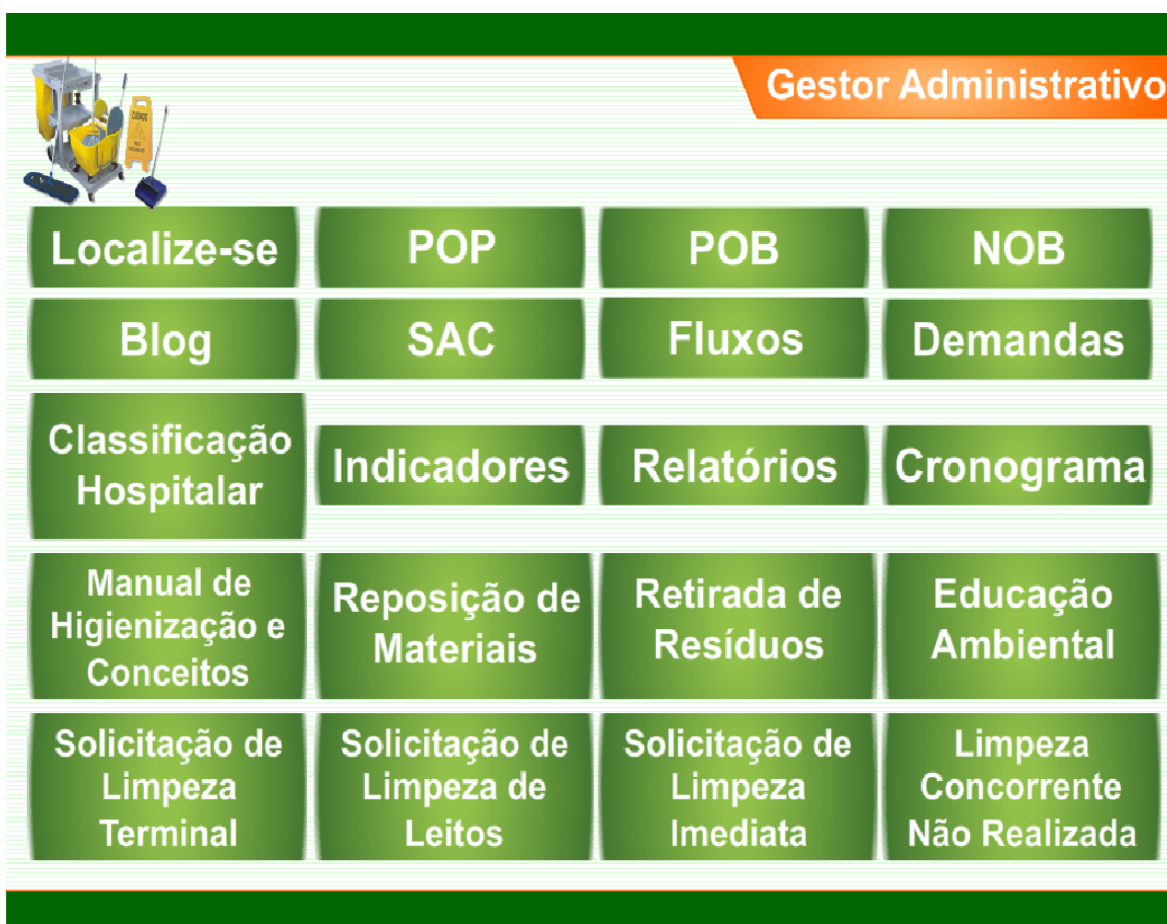 Gestor Administrativo
Localize-se
POP
POB
NOB
Blog
SAC
Fluxos
Demandas
Classificação
Hospitalar
Indicadores
Relatórios
Cronograma
Manual de
Higienização e
Conceitos
Reposição de
Materiais
Retirada de
Resíduos
Educação
Ambiental
Solicitação de
Limpeza
Terminal
Solicitação de
Limpeza de
Leitos
Solicitação de
Limpeza
Imediata
Limpeza
Concorrente
Não Realizada